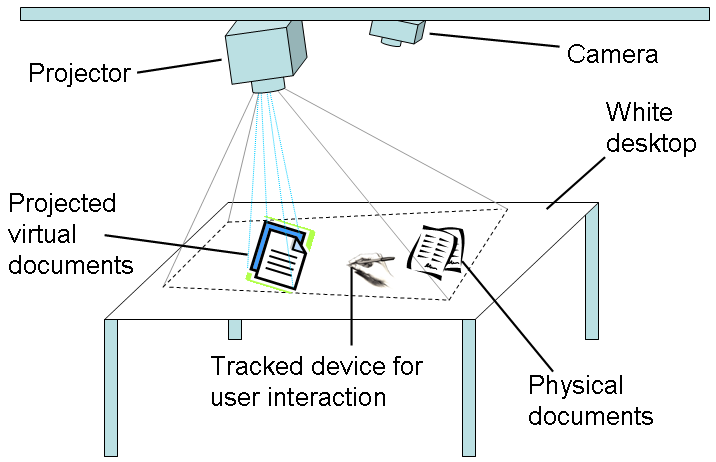 Projector
Camera
White
desktop
Projected
virtual
documents
Tracked device for
user interaction
Physical
documents